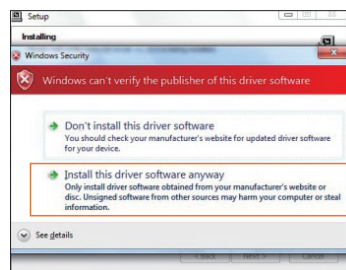 Setup
Installing
Windows Security
Windows can't verify the publisher of this driver software
Don't install this driver software
You should check your manufacturer's website for updated driver software
for your device.
Install this driver software anyway
Only install driver software obtained from your manufacturer's website or
disc. Unsigned software from other sources may harm your computer or steal
information.
See details
< Back Next > Cancel